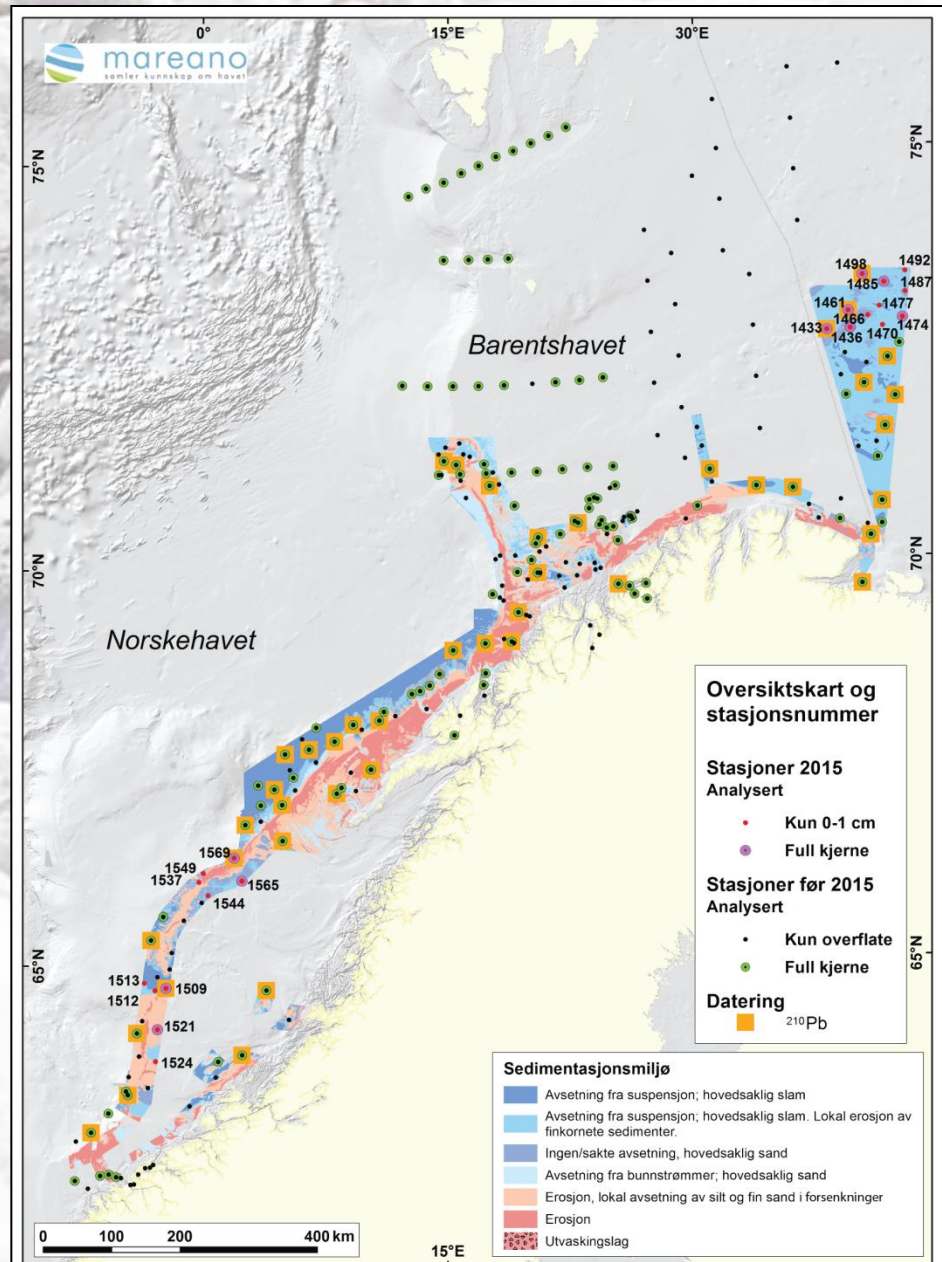 0°
15°E
30°E
mareano
samler kunnskap om havet
75°N
75°N
1498
1492
1485
1487
1461
1477
1466
1433
1474
1436
1470
Barentshavet
70°N
70°N
Norskehavet
Oversiktskart og
stasjonsnummer
Stasjoner 2015
Analysert
Kun 0-1 cm
Full kjerne
Stasjoner før 2015
Analysert
Kun overflate
Full kjerne
Datering
²¹⁰Pb
1569
1549
1537
1565
1544
65°N
65°N
1513
1509
1512
1521
1524
Sedimentasjonsmiljø
Avsetning fra suspensjon; hovedsaklig slam
Avsetning fra suspensjon; hovedsaklig slam. Lokal erosjon av
finkornete sedimenter.
Ingen/sakte avsetning, hovedsaklig sand
Avsetning fra bunnstrømmer; hovedsaklig sand
Erosjon, lokal avsetning av silt og fin sand i forsenkninger
Erosjon
Utvaskingslag
0 100 200 400 km
15°E